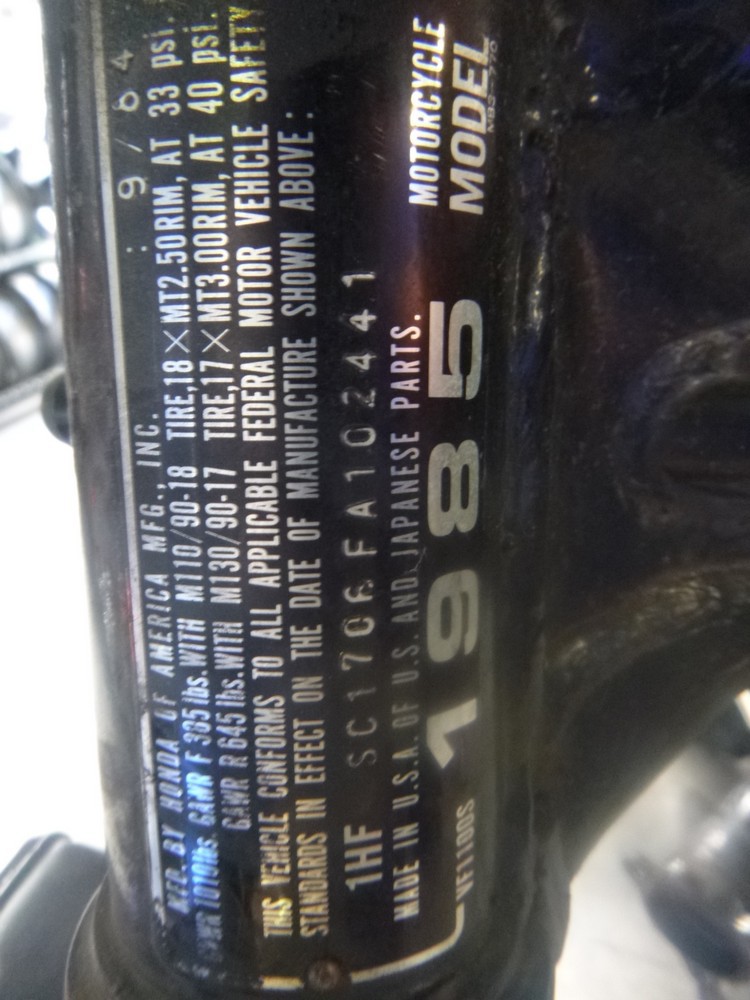 MFD. BY HONDA OF AMERICA MFG., INC. : 9 / 84
GVWR 1010lbs. GAWR F 365 lbs. WITH M110/90-18 TIRE,18×MT2.50RIM, AT 33 psi.
GAWR R 645 lbs. WITH M130/90-17 TIRE,17×MT3.00RIM, AT 40 psi.
THIS VEHICLE CONFORMS TO ALL APPLICABLE FEDERAL MOTOR VEHICLE SAFETY
STANDARDS IN EFFECT ON THE DATE OF MANUFACTURE SHOWN ABOVE:
1HF SC1706FA102441
MADE IN U.S.A. OF U.S. AND JAPANESE PARTS.
MOTORCYCLE
VF1100S 1985 MODEL